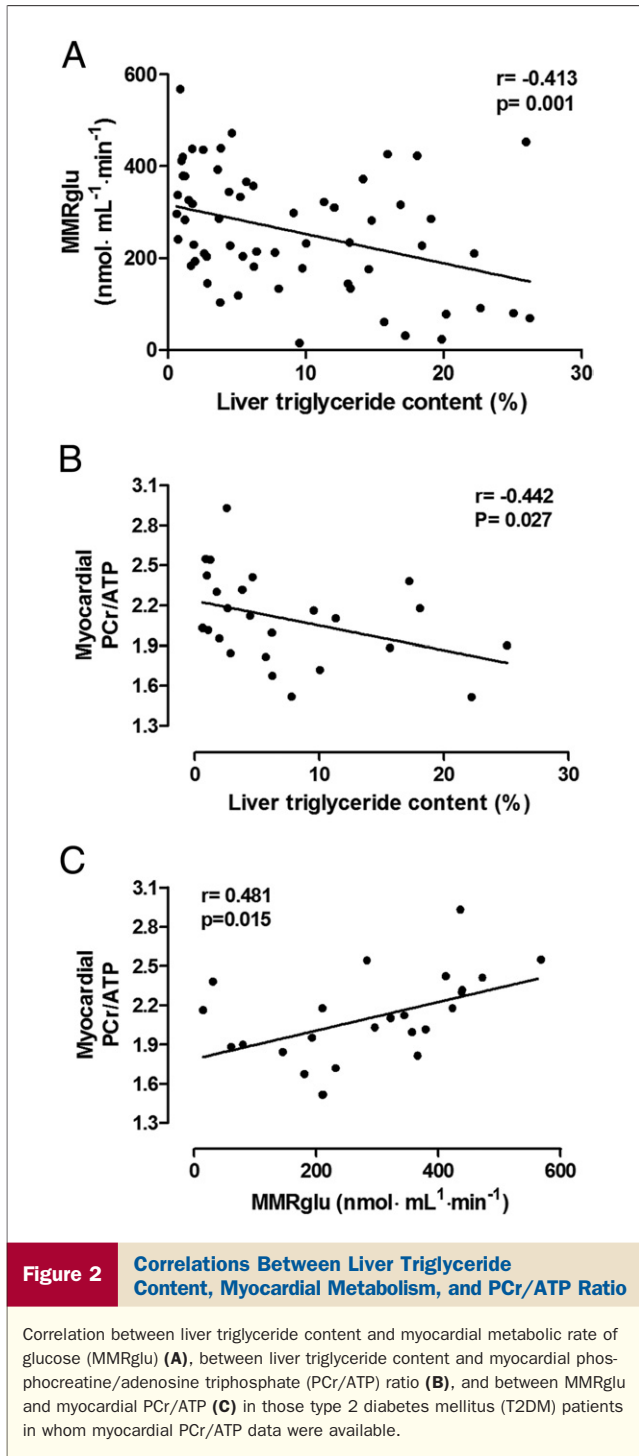 A
r= -0.413
p= 0.001
MMRglu
(nmol· mL⁻¹·min⁻¹)
600
400
200
0
0 10 20 30
Liver triglyceride content (%)
B
r= -0.442
P= 0.027
Myocardial
PCr/ATP
3.1
2.8
2.5
2.2
1.9
1.6
1.3
0 10 20 30
Liver triglyceride content (%)
C
r= 0.481
p=0.015
Myocardial
PCr/ATP
3.1
2.8
2.5
2.2
1.9
1.6
1.3
0 200 400 600
MMRglu (nmol· mL¹·min⁻¹)
Figure 2
Correlations Between Liver Triglyceride
Content, Myocardial Metabolism, and PCr/ATP Ratio
Correlation between liver triglyceride content and myocardial metabolic rate of
glucose (MMRglu) (A), between liver triglyceride content and myocardial phos-
phocreatine/adenosine triphosphate (PCr/ATP) ratio (B), and between MMRglu
and myocardial PCr/ATP (C) in those type 2 diabetes mellitus (T2DM) patients
in whom myocardial PCr/ATP data were available.